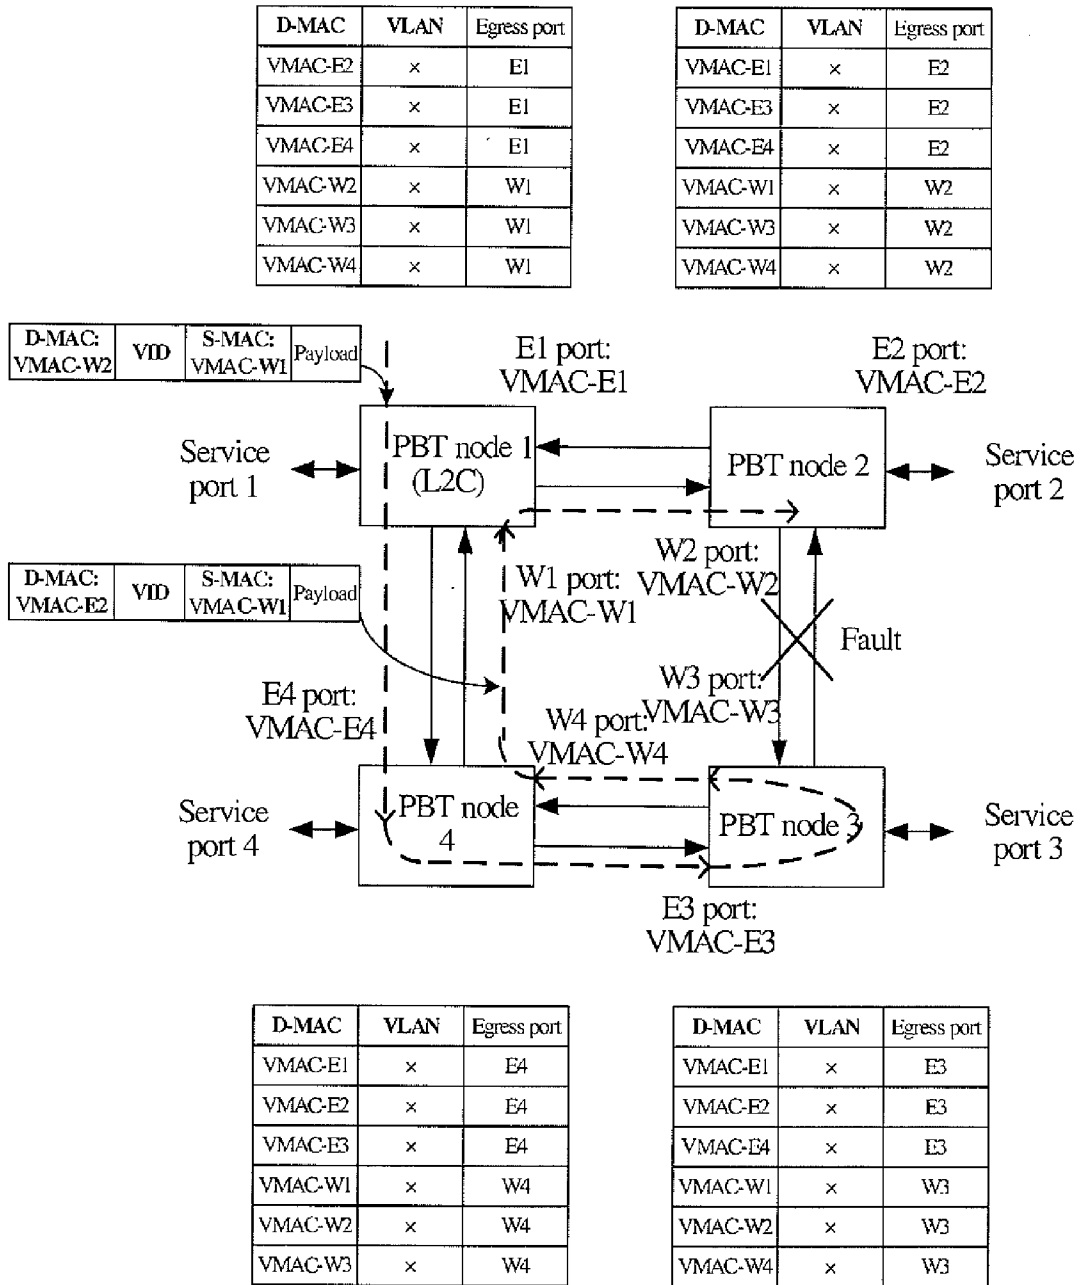 D-MAC VLAN Egress port
VMAC-E2 × E1
VMAC-E3 × E1
VMAC-E4 × E1
VMAC-W2 × W1
VMAC-W3 × W1
VMAC-W4 × W1
D-MAC VLAN Egress port
VMAC-E1 × E2
VMAC-E3 × E2
VMAC-E4 × E2
VMAC-W1 × W2
VMAC-W3 × W2
VMAC-W4 × W2
D-MAC: VID S-MAC: Payload
VMAC-W2 VMAC-W1
E1 port:
VMAC-E1
E2 port:
VMAC-E2
Service
port 1
PBT node 1
(L2C)
PBT node 2
Service
port 2
D-MAC: VID S-MAC: Payload
VMAC-E2 VMAC-W1
W1 port:
VMAC-W1
W2 port:
VMAC-W2
Fault
E4 port:
VMAC-E4
W4 port:
VMAC-W4
W3 port:
VMAC-W3
Service
port 4
PBT node
4
PBT node 3
Service
port 3
E3 port:
VMAC-E3
D-MAC VLAN Egress port
VMAC-E1 × E4
VMAC-E2 × E4
VMAC-E3 × E4
VMAC-W1 × W4
VMAC-W2 × W4
VMAC-W3 × W4
D-MAC VLAN Egress port
VMAC-E1 × E3
VMAC-E2 × E3
VMAC-E4 × E3
VMAC-W1 × W3
VMAC-W2 × W3
VMAC-W4 × W3